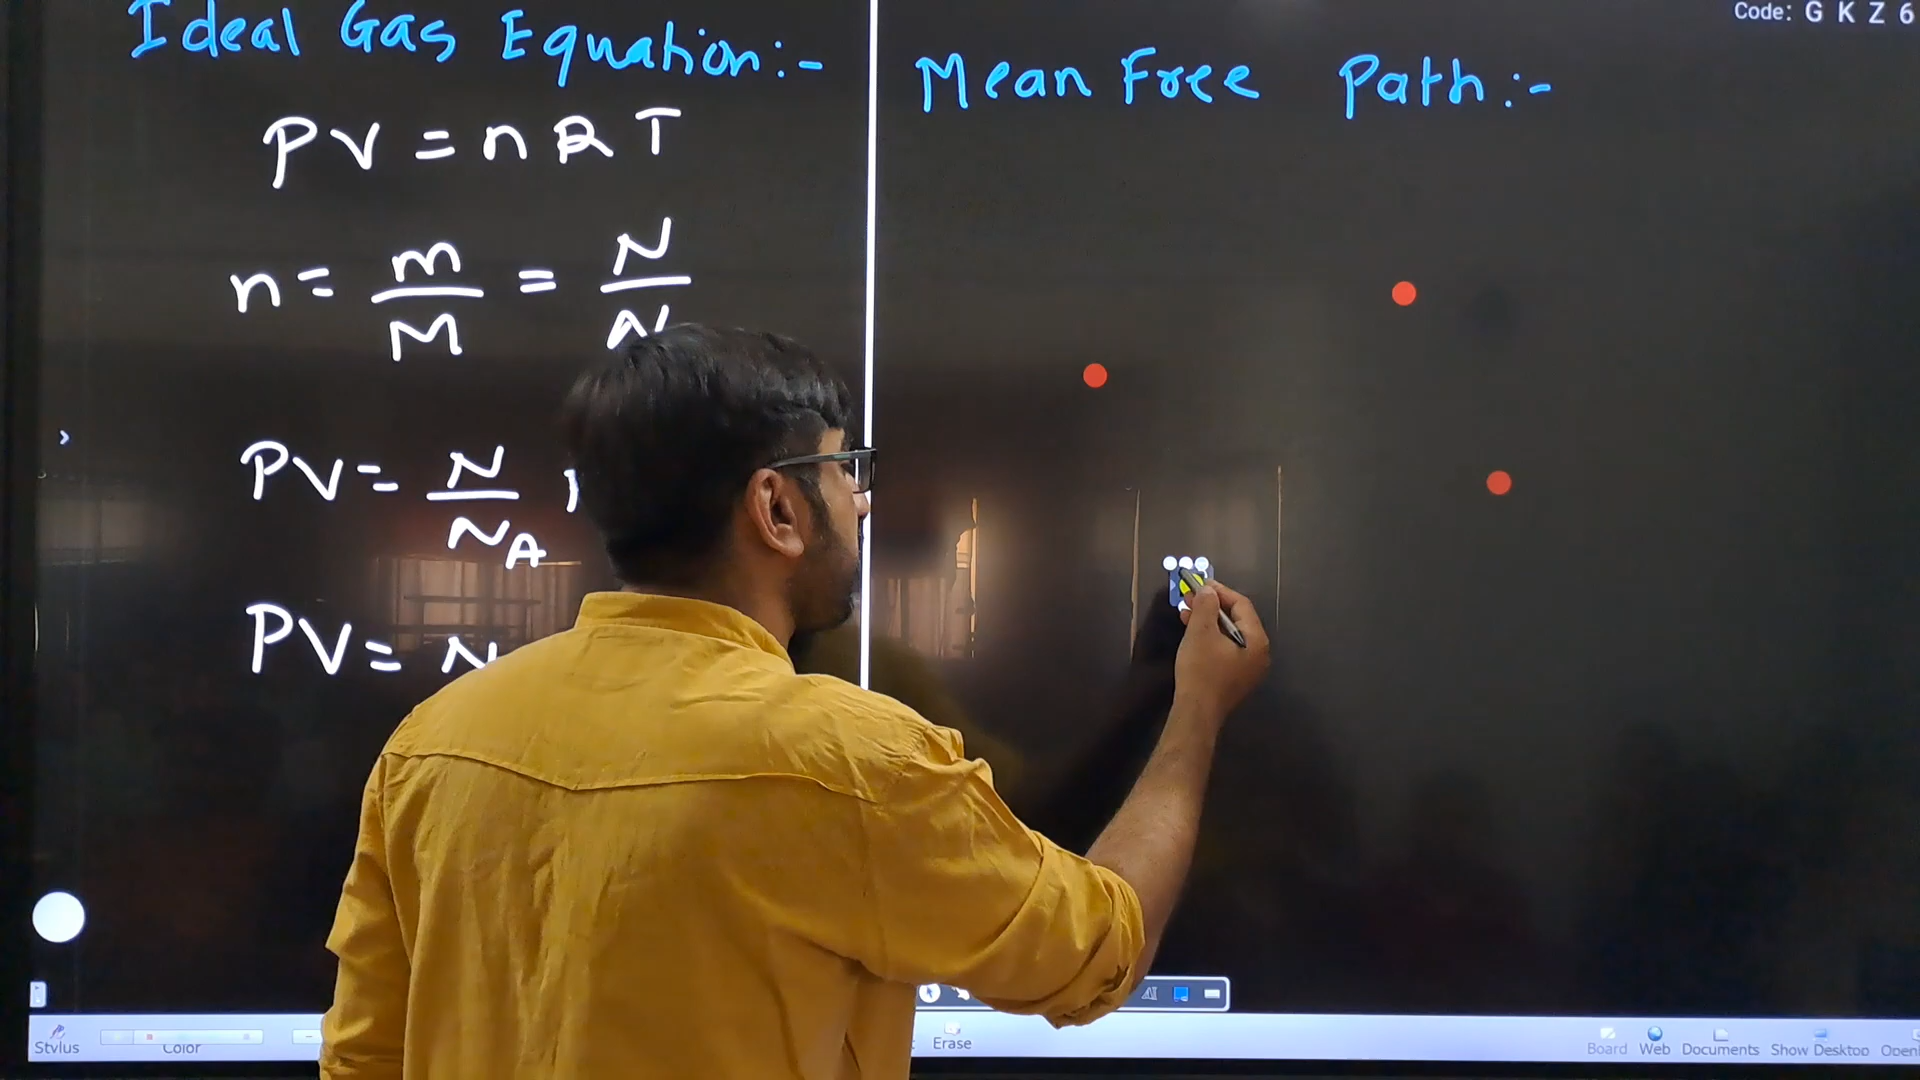 Ideal Gas Equation:-
PV = nRT
n = m/M = N/N
PV = N/N_A
PV = N
Mean Free Path:-
Code: G K Z 6
Stylus
Color
Erase
Board
Web
Documents
Show Desktop